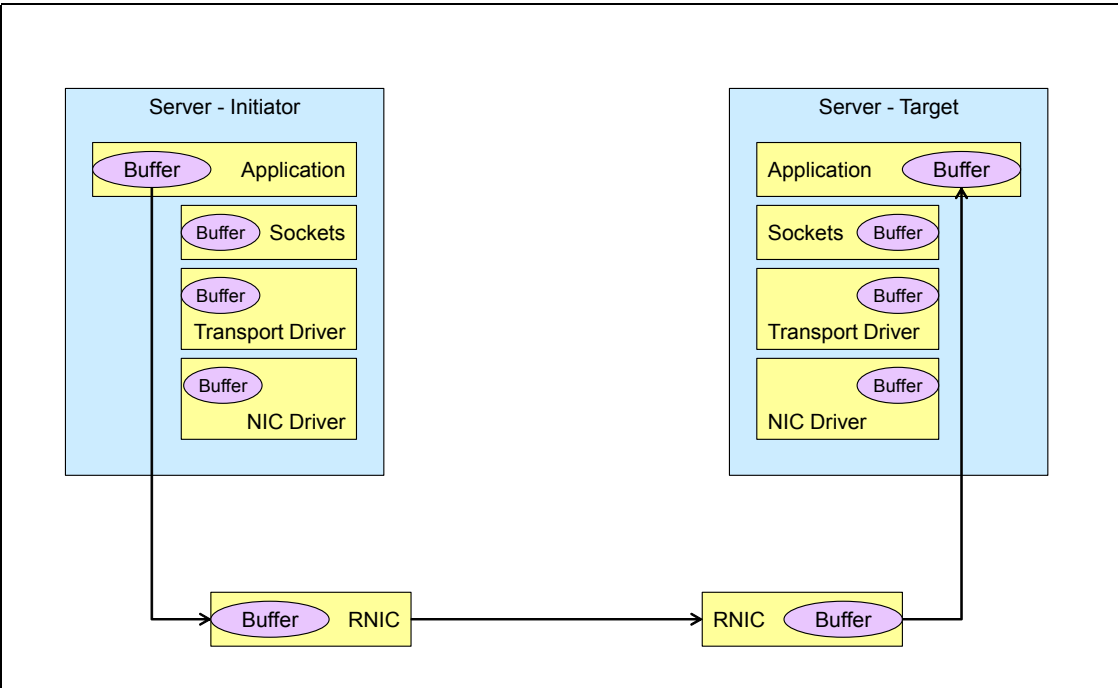 Server - Initiator
Buffer Application
Buffer Sockets
Buffer
Transport Driver
Buffer
NIC Driver
Server - Target
Application Buffer
Sockets Buffer
Buffer
Transport Driver
Buffer
NIC Driver
Buffer RNIC
RNIC Buffer